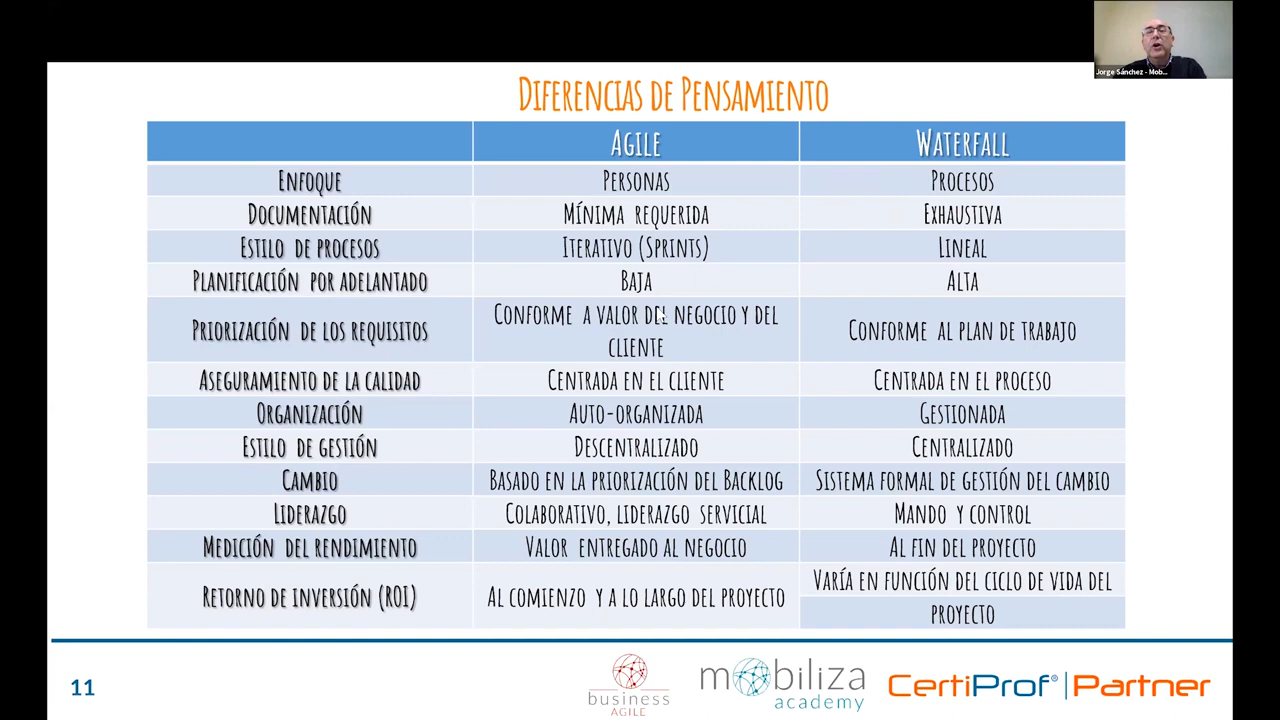 Jorge Sánchez - Mob...
Diferencias de Pensamiento
Agile Waterfall
Enfoque Personas Procesos
Documentación Mínima requerida Exhaustiva
Estilo de procesos Iterativo (Sprints) Lineal
Planificación por adelantado Baja Alta
Priorización de los requisitos Conforme a valor del negocio y del cliente Conforme al plan de trabajo
Aseguramiento de la calidad Centrada en el cliente Centrada en el proceso
Organización Auto-organizada Gestionada
Estilo de gestión Descentralizado Centralizado
Cambio Basado en la priorización del Backlog Sistema formal de gestión del cambio
Liderazgo Colaborativo, liderazgo servicial Mando y control
Medición del rendimiento Valor entregado al negocio Al fin del proyecto
Retorno de inversión (ROI) Al comienzo y a lo largo del proyecto Varía en función del ciclo de vida del proyecto
11
business
AGILE
mobiliza
academy
CertiProf® | Partner